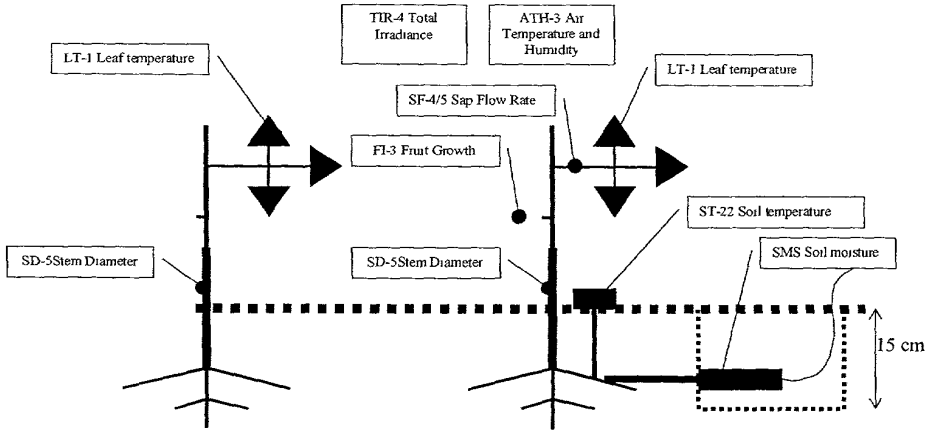 TIR-4 Total
Irradiance
ATH-3 Air
Temperature and
Humidity
LT-1 Leaf temperature
LT-1 Leaf temperature
SF-4/5 Sap Flow Rate
FI-3 Fruit Growth
ST-22 Soil temperature
SD-5Stem Diameter
SD-5Stem Diameter
SMS Soil moisture
15 cm